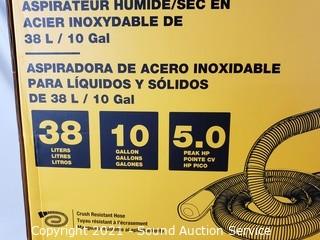 ASPIRATEUR HUMIDE/SEC EN
ACIER INOXYDABLE DE
38 L / 10 Gal
ASPIRADORA DE ACERO INOXIDABLE
PARA LÍQUIDOS Y SÓLIDOS
DE 38 L / 10 Gal
38
LITERS
LITRES
LITROS
10
GALLON
GALLONS
GALONES
5.0
PEAK HP
POINTE CV
HP PICO
Crush Resistant Hose
Tuyau résistant à l'écrasement
Copyright 2021 - Sound Auction Service